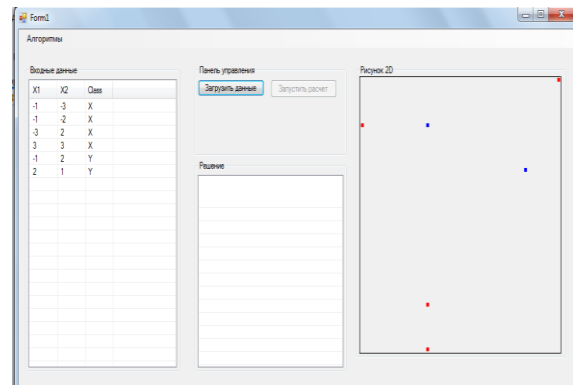 Form1
Алгоритмы
Входные данные
X1 X2 Class
-1 -3 X
-1 -2 X
-3 2 X
3 3 X
-1 2 Y
2 1 Y
Панель управления
Загрузить данные Запустить расчет
Решение
Рисунок 2D